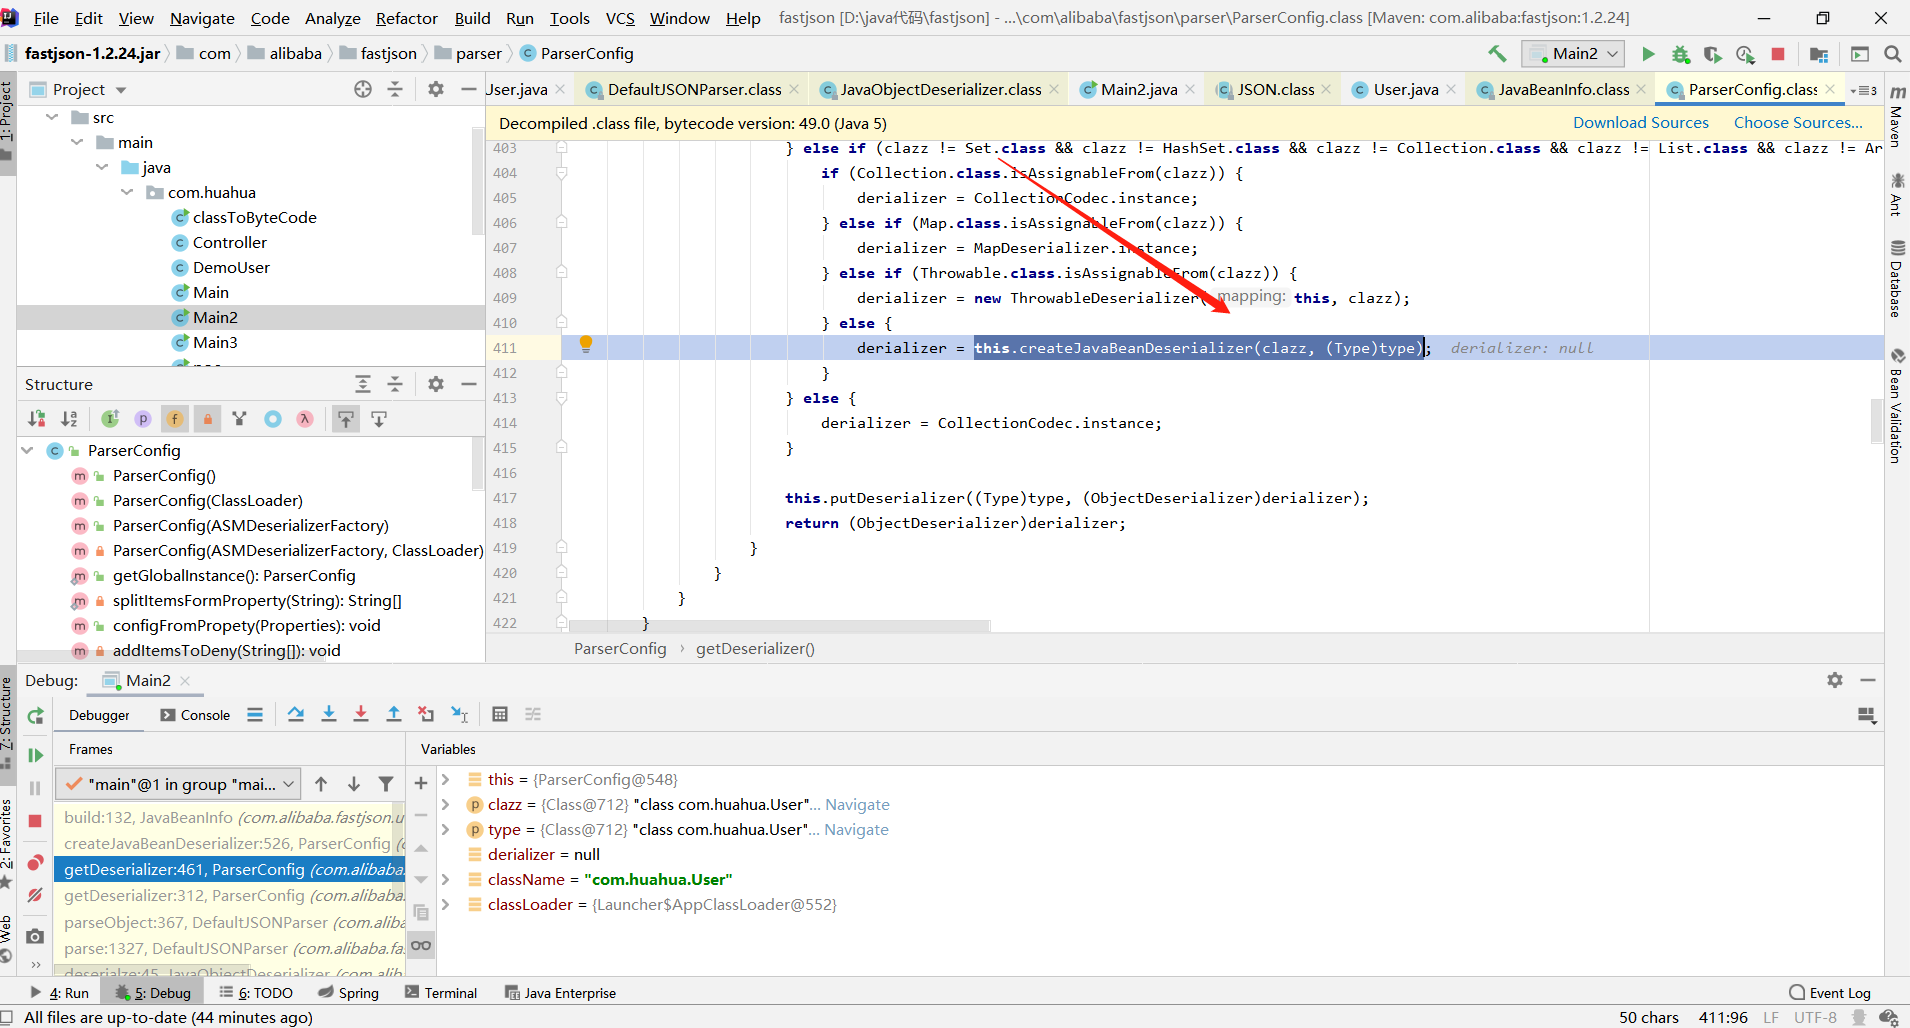 File Edit View Navigate Code Analyze Refactor Build Run Tools VCS Window Help fastjson [D:\java代码\fastjson] - ...\com\alibaba\fastjson\parser\ParserConfig.class [Maven: com.alibaba:fastjson:1.2.24]
fastjson-1.2.24.jar com alibaba fastjson parser ParserConfig Main2
1: Project
Project
User.java DefaultJSONParser.class JavaObjectDeserializer.class Main2.java JSON.class User.java JavaBeanInfo.class ParserConfig.class 3
Decompiled .class file, bytecode version: 49.0 (Java 5) Download Sources Choose Sources...
src
main
java
com.huahua
classToByteCode
Controller
DemoUser
Main
Main2
Main3
403 } else if (clazz != Set.class && clazz != HashSet.class && clazz != Collection.class && clazz != List.class && clazz != Ar
404 if (Collection.class.isAssignableFrom(clazz)) {
405 derializer = CollectionCodec.instance;
406 } else if (Map.class.isAssignableFrom(clazz)) {
407 derializer = MapDeserializer.instance;
408 } else if (Throwable.class.isAssignableFrom(clazz)) {
409 derializer = new ThrowableDeserializer( mapping: this, clazz);
410 } else {
411 derializer = this.createJavaBeanDeserializer(clazz, (Type)type); derializer: null
412 }
413 } else {
414 derializer = CollectionCodec.instance;
415 }
416
417 this.putDeserializer((Type)type, (ObjectDeserializer)derializer);
418 return (ObjectDeserializer)derializer;
419 }
420 }
421 }
422 }
ParserConfig › getDeserializer()
Maven
Ant
Database
Bean Validation
Structure
ParserConfig
ParserConfig()
ParserConfig(ClassLoader)
ParserConfig(ASMDeserializerFactory)
ParserConfig(ASMDeserializerFactory, ClassLoader)
getGlobalInstance(): ParserConfig
splitItemsFormProperty(String): String[]
configFromPropety(Properties): void
addItemsToDeny(String[]): void
7: Structure
2: Favorites
Web
Debug: Main2
Debugger Console
Frames Variables
"main"@1 in group "mai...
build:132, JavaBeanInfo (com.alibaba.fastjson.u
createJavaBeanDeserializer:526, ParserConfig (c
getDeserializer:461, ParserConfig (com.alibaba.
getDeserializer:312, ParserConfig (com.alibaba.
parseObject:367, DefaultJSONParser (com.alibab
parse:1327, DefaultJSONParser (com.alibaba.fa
deserialze:45, JavaObjectDeserializer (com.alib
this = {ParserConfig@548}
clazz = {Class@712} "class com.huahua.User"... Navigate
type = {Class@712} "class com.huahua.User"... Navigate
derializer = null
className = "com.huahua.User"
classLoader = {Launcher$AppClassLoader@552}
4: Run 5: Debug 6: TODO Spring Terminal Java Enterprise Event Log
All files are up-to-date (44 minutes ago) 50 chars 411:96 LF UTF-8